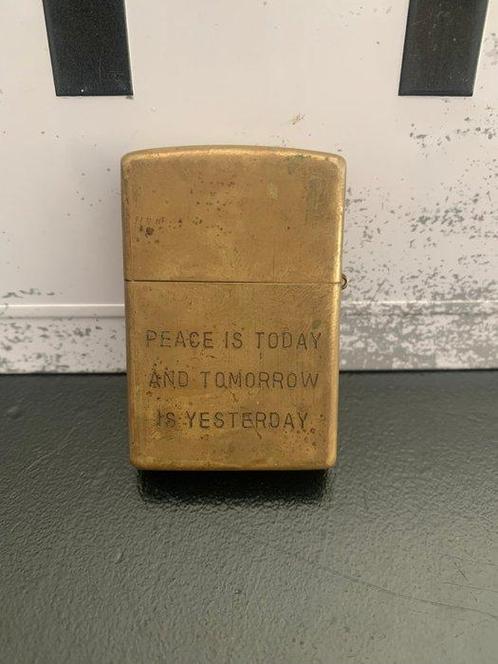 PEACE IS TODAY
AND TOMORROW
IS YESTERDAY